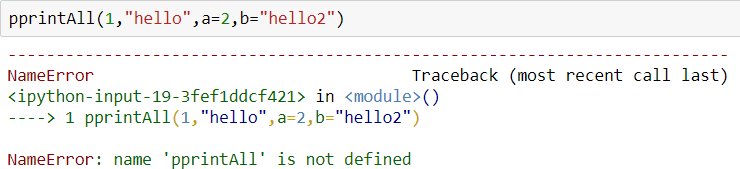 pprintAll(1,"hello",a=2,b="hello2")
---------------------------------------------------------------------------
NameError                                 Traceback (most recent call last)
<ipython-input-19-3fef1ddcf421> in <module>()
----> 1 pprintAll(1,"hello",a=2,b="hello2")
NameError: name 'pprintAll' is not defined